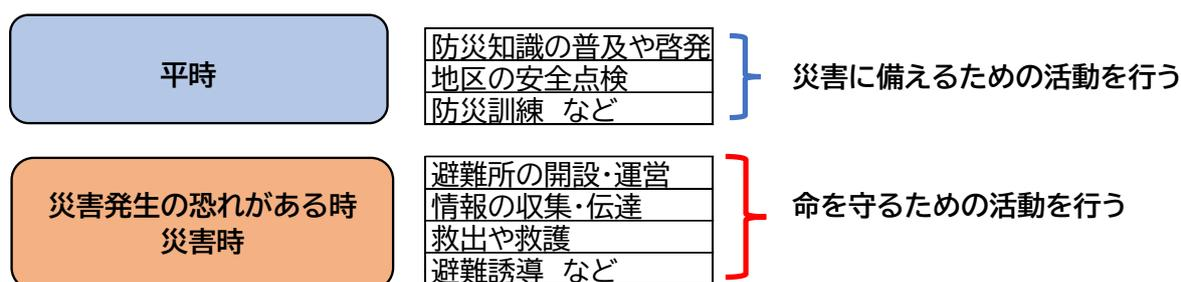 平時
防災知識の普及や啓発
地区の安全点検
防災訓練　など
災害に備えるための活動を行う
災害発生の恐れがある時
災害時
避難所の開設・運営
情報の収集・伝達
救出や救護
避難誘導　など
命を守るための活動を行う